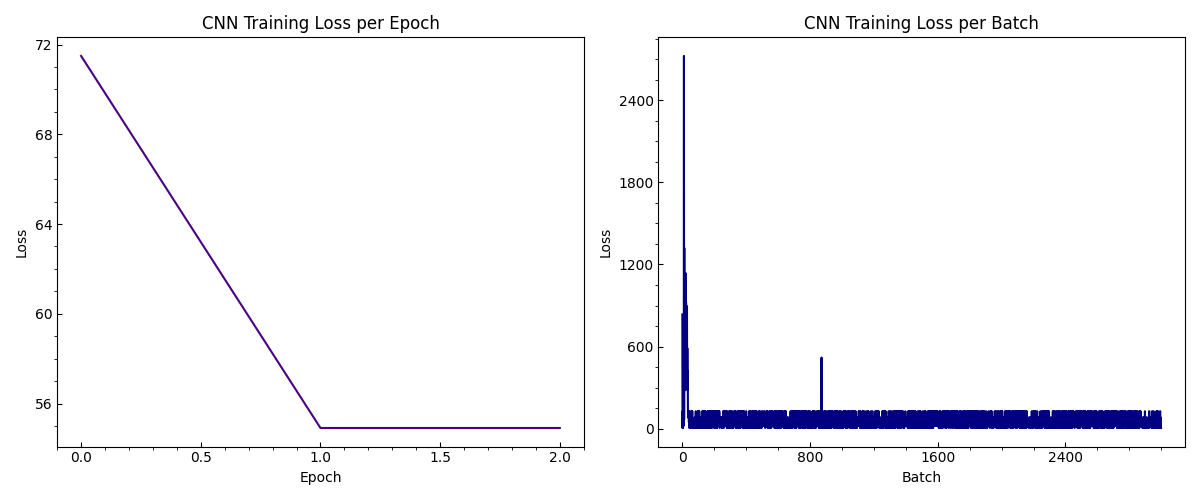 CNN Training Loss per Epoch
72
68
64
60
56
Loss
0.0 0.5 1.0 1.5 2.0
Epoch
CNN Training Loss per Batch
2400
1800
1200
600
0
Loss
0 800 1600 2400
Batch